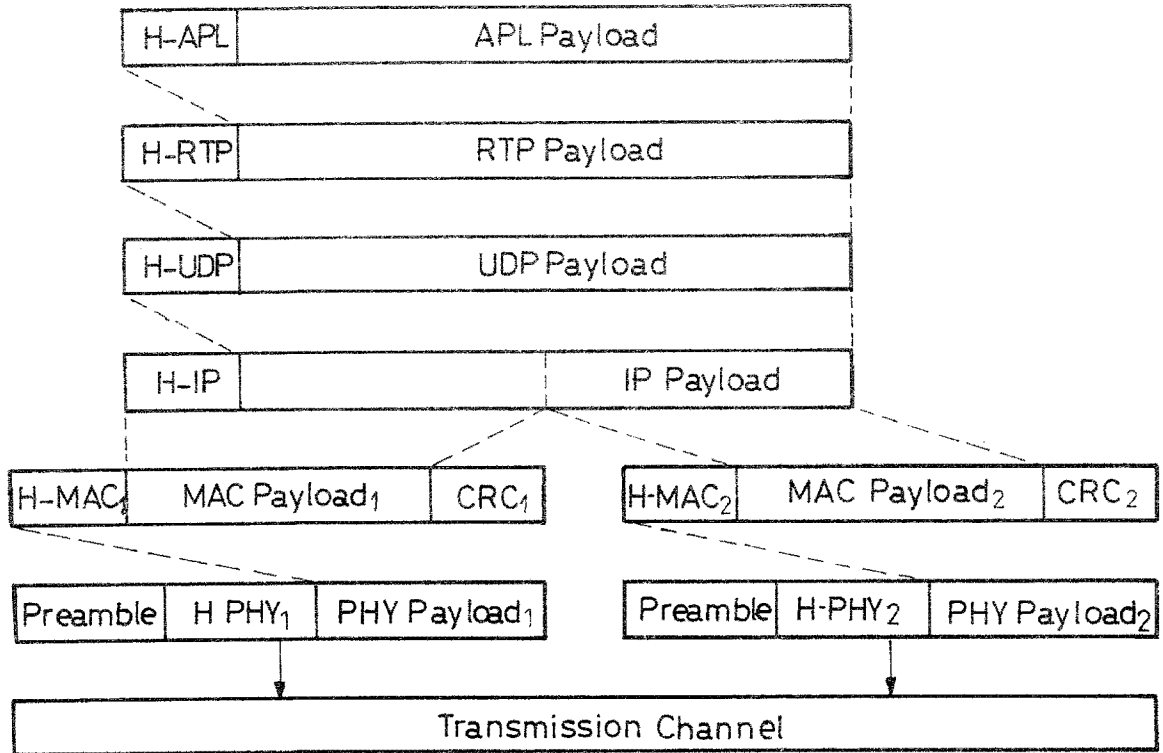 H-APL APL Payload
H-RTP RTP Payload
H-UDP UDP Payload
H-IP IP Payload
H-MAC₁ MAC Payload₁ CRC₁ H-MAC₂ MAC Payload₂ CRC₂
Preamble H PHY₁ PHY Payload₁ Preamble H-PHY₂ PHY Payload₂
Transmission Channel